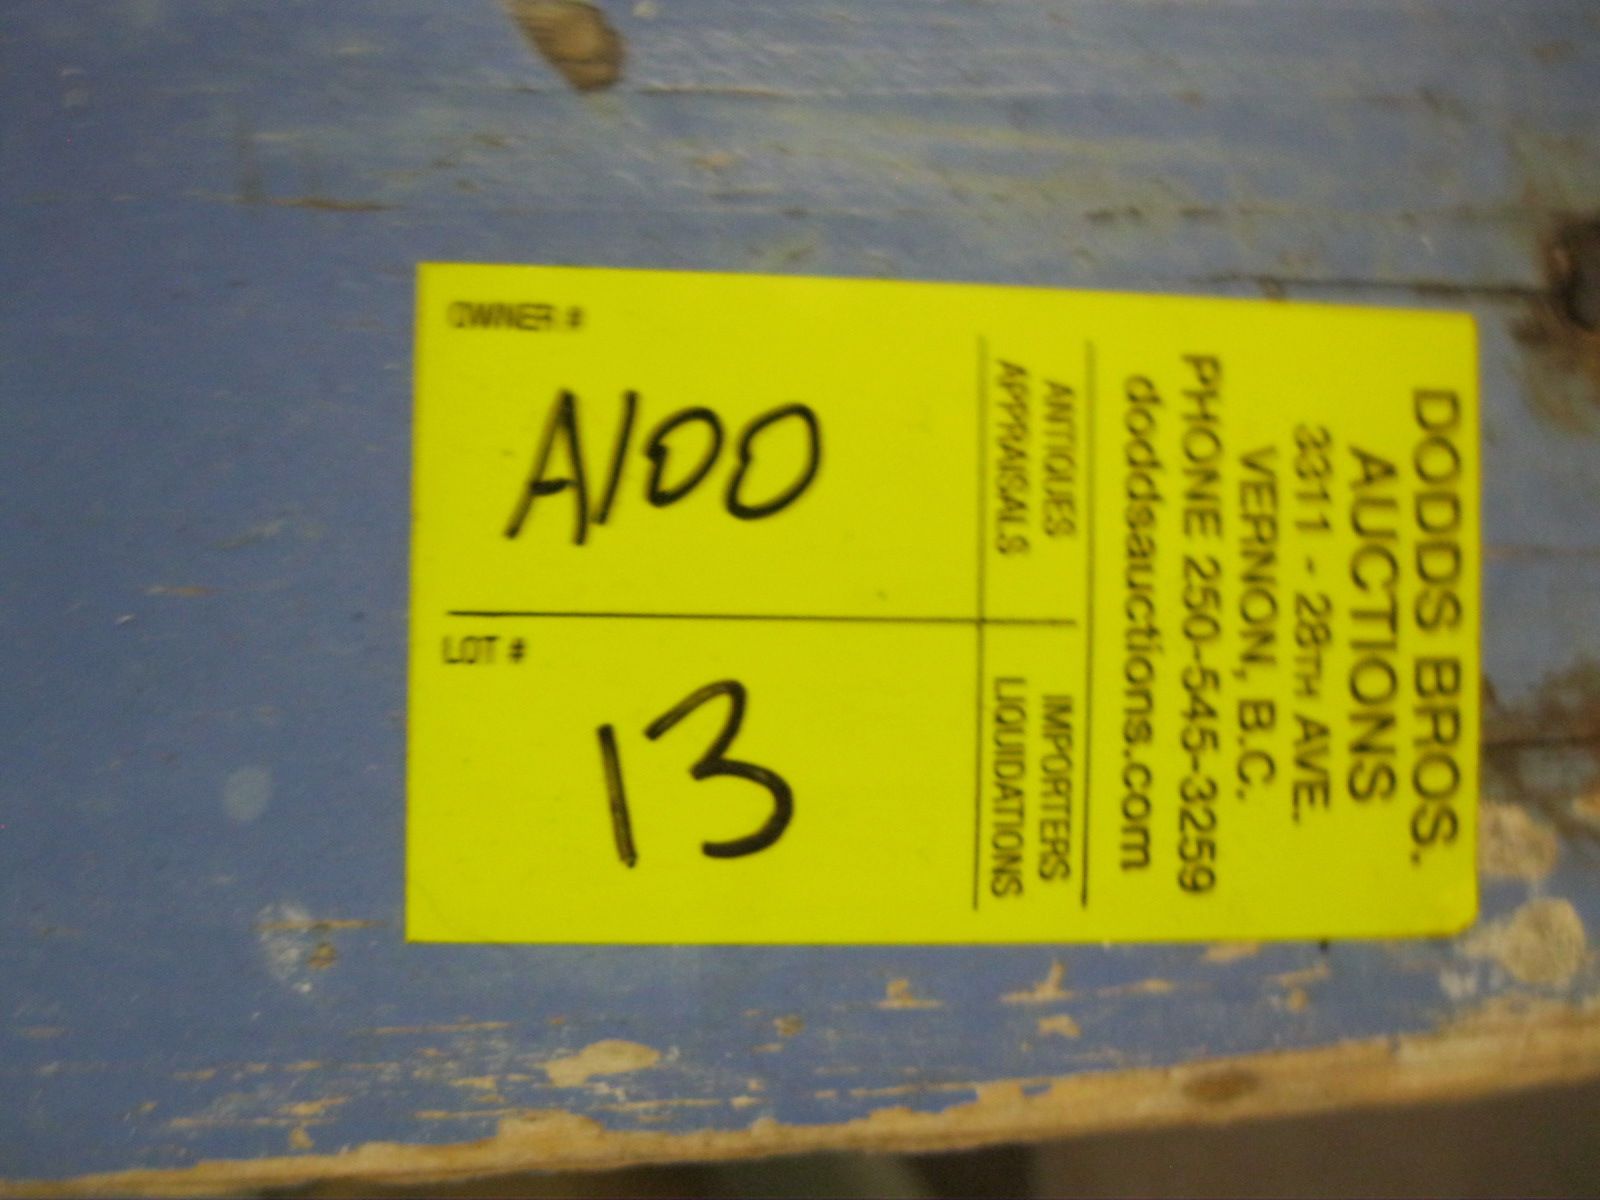 DODDS BROS.
AUCTIONS
3311 - 28TH AVE.
VERNON, B.C.
PHONE 250-545-3259
doddsauctions.com
ANTIQUES
APPRAISALS
IMPORTERS
LIQUIDATIONS
OWNER #
A100
LOT #
13